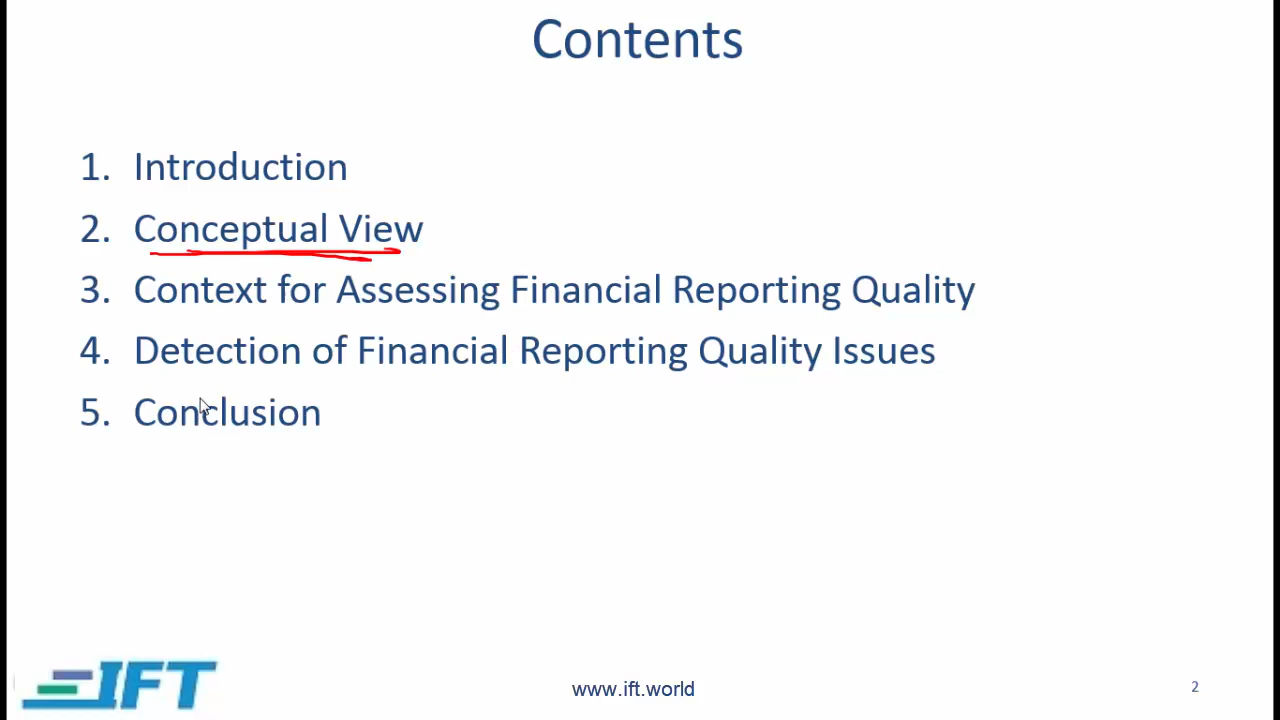 Contents
1. Introduction
2. Conceptual View
3. Context for Assessing Financial Reporting Quality
4. Detection of Financial Reporting Quality Issues
5. Conclusion
IFT
www.ift.world
2